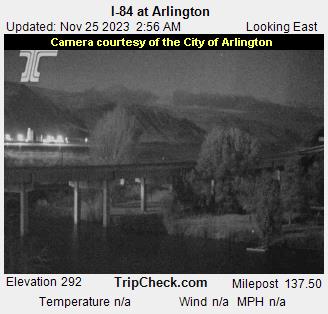 I-84 at Arlington
Updated: Nov 25 2023 2:56 AM Looking East
Camera courtesy of the City of Arlington
Elevation 292 TripCheck.com Milepost 137.50
Temperature n/a Wind n/a MPH n/a